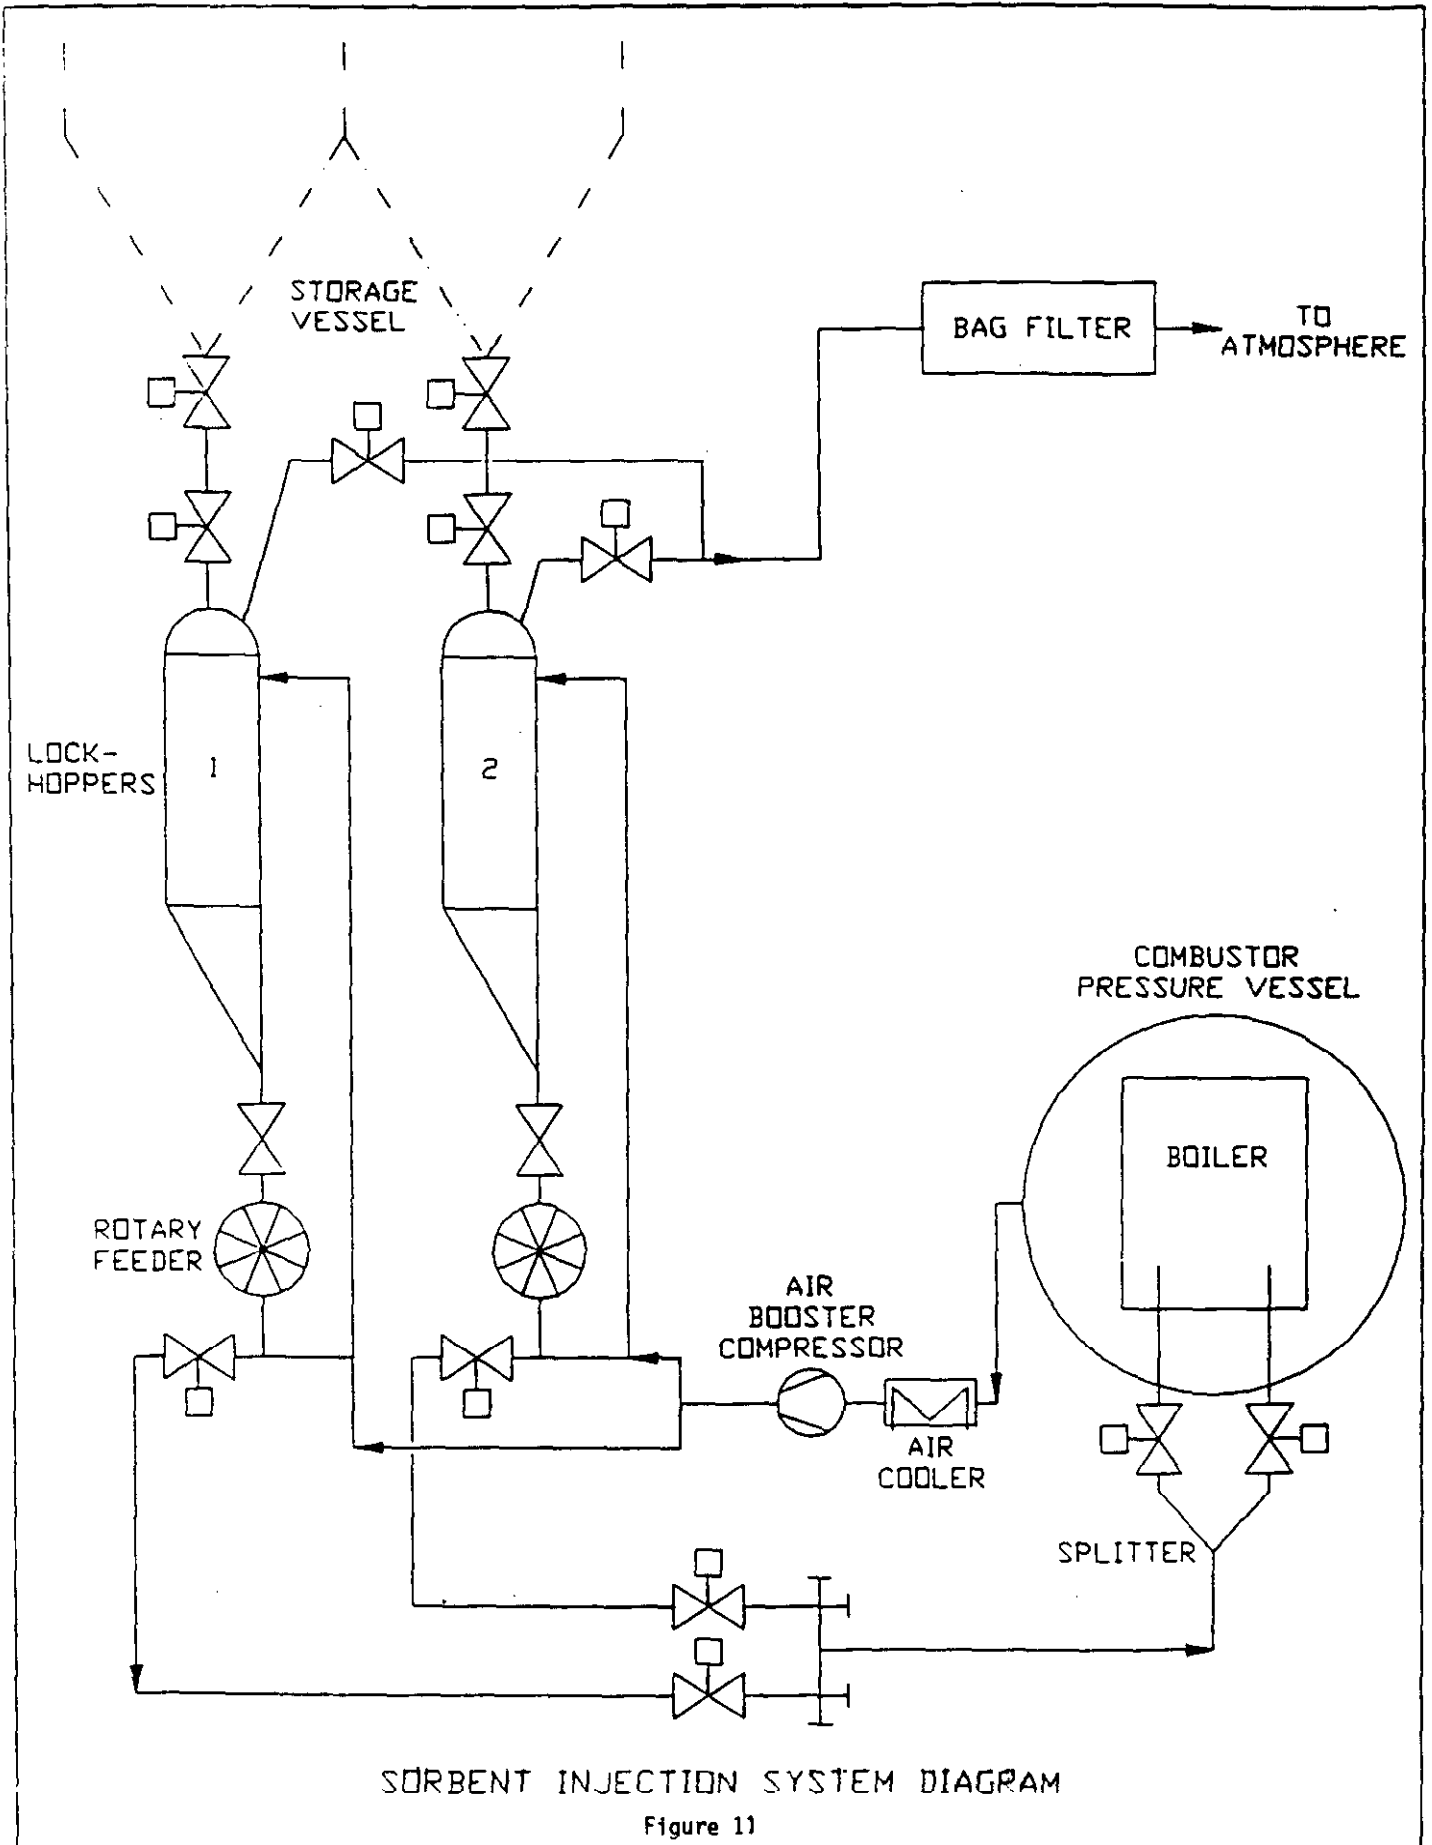 STORAGE
VESSEL
BAG FILTER
TO
ATMOSPHERE
LOCK-
HOPPERS
1
2
COMBUSTOR
PRESSURE VESSEL
BOILER
ROTARY
FEEDER
AIR
BOOSTER
COMPRESSOR
AIR
COOLER
SPLITTER
SORBENT INJECTION SYSTEM DIAGRAM
Figure 11